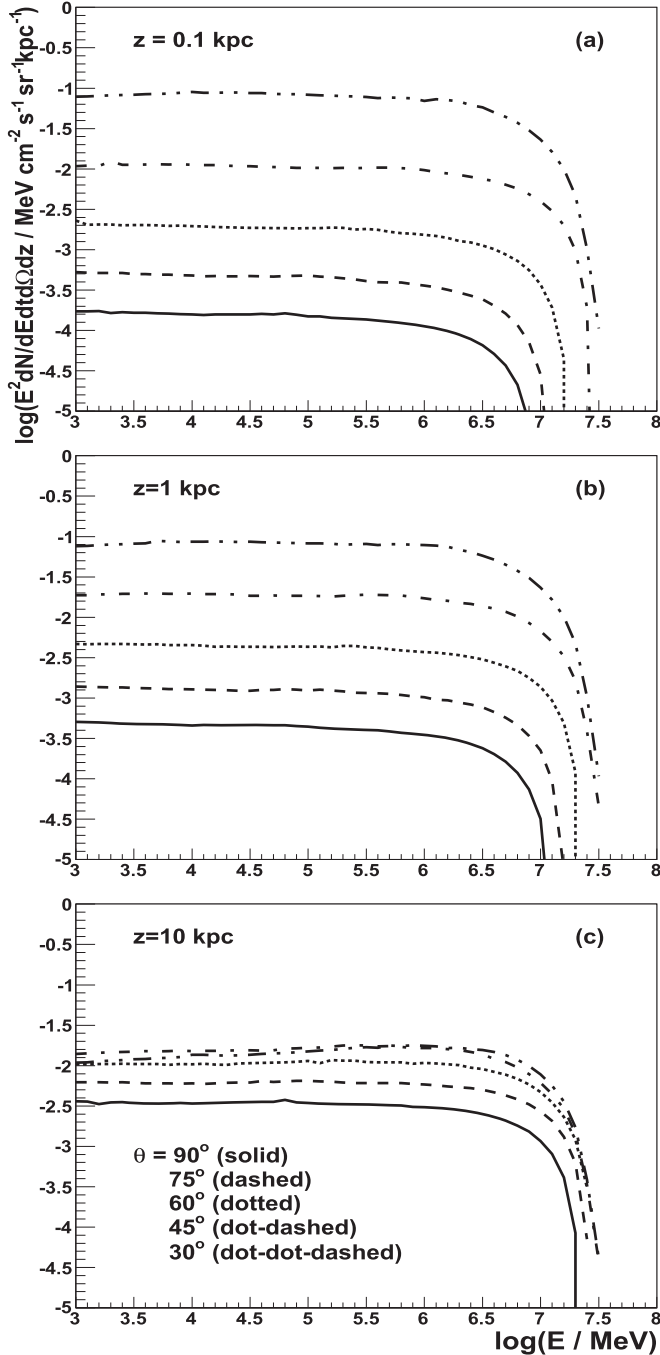 log(E²dN/dEdtdΩdz / MeV cm⁻² s⁻¹ sr⁻¹kpc⁻¹)
z = 0.1 kpc (a)
0
-0.5
-1
-1.5
-2
-2.5
-3
-3.5
-4
-4.5
-5
3 3.5 4 4.5 5 5.5 6 6.5 7 7.5 8
z=1 kpc (b)
0
-0.5
-1
-1.5
-2
-2.5
-3
-3.5
-4
-4.5
-5
3 3.5 4 4.5 5 5.5 6 6.5 7 7.5 8
z=10 kpc (c)
0
-0.5
-1
-1.5
-2
-2.5
-3
-3.5
-4
-4.5
-5
θ = 90° (solid)
75° (dashed)
60° (dotted)
45° (dot-dashed)
30° (dot-dot-dashed)
3 3.5 4 4.5 5 5.5 6 6.5 7 7.5 8
log(E / MeV)